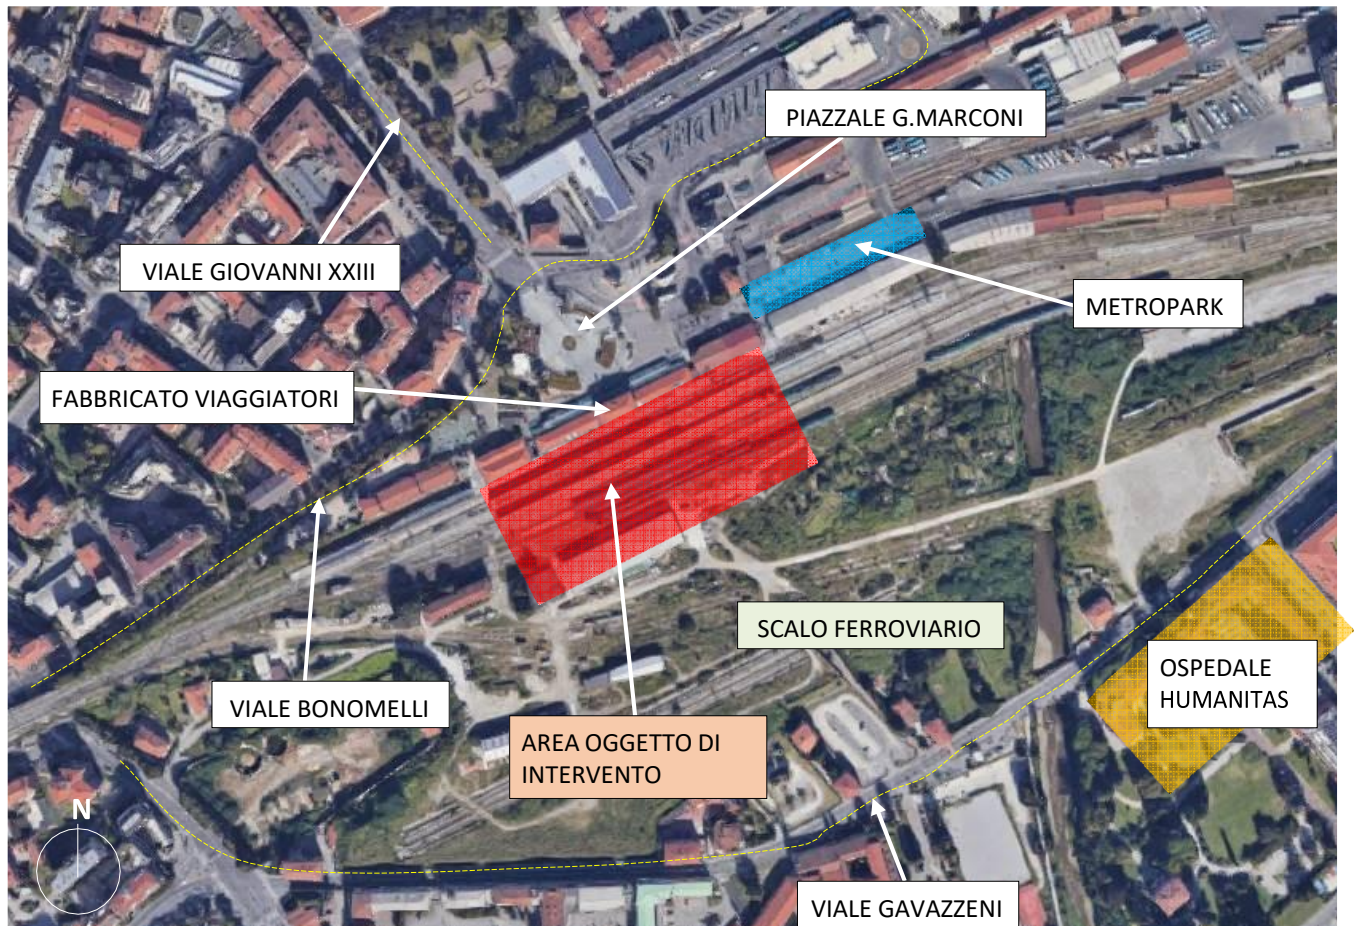 PIAZZALE G.MARCONI
VIALE GIOVANNI XXIII
METROPARK
FABBRICATO VIAGGIATORI
SCALO FERROVIARIO
OSPEDALE
HUMANITAS
VIALE BONOMELLI
AREA OGGETTO DI
INTERVENTO
N
VIALE GAVAZZENI